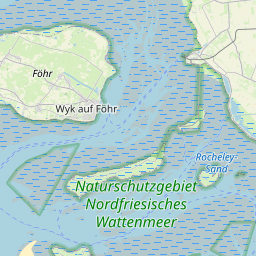 Föhr
Wyk auf Föhr
Rocheley-
Sand
Naturschutzgebiet
Nordfriesisches
Wattenmeer